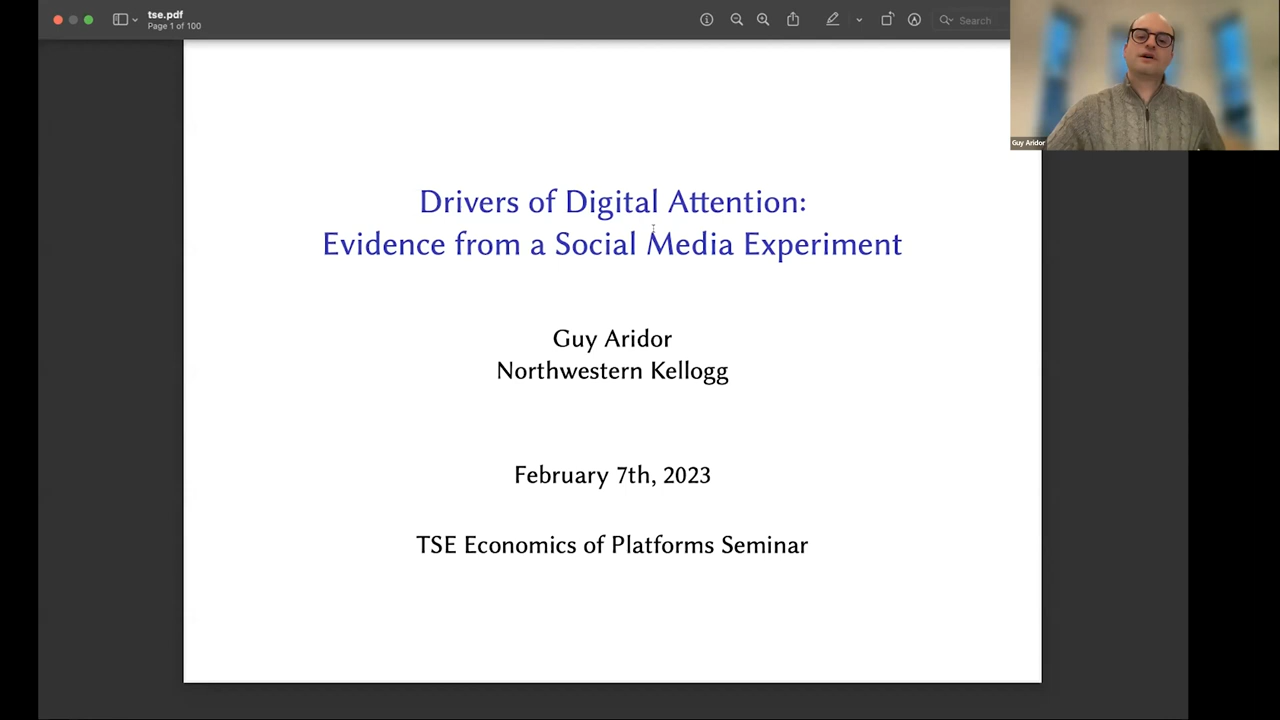 tse.pdf
Page 1 of 100
Search
Guy Aridor
Drivers of Digital Attention:
Evidence from a Social Media Experiment
Guy Aridor
Northwestern Kellogg
February 7th, 2023
TSE Economics of Platforms Seminar